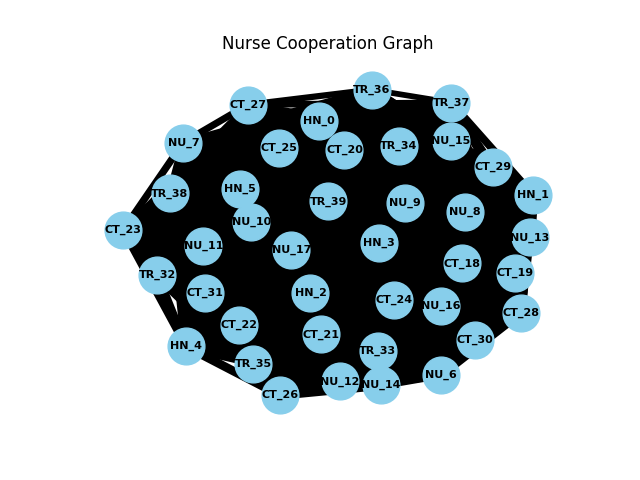 Nurse Cooperation Graph
TR_36
CT_27
TR_37
HN_0
NU_7
NU_15
TR_34
CT_25
CT_20
CT_29
TR_38
HN_5
HN_1
TR_39
NU_9
NU_8
NU_10
CT_23
NU_13
NU_11
HN_3
NU_17
CT_18
TR_32
CT_19
CT_31
HN_2
CT_24
NU_16
CT_28
CT_22
CT_21
CT_30
HN_4
TR_33
TR_35
NU_6
NU_12
NU_14
CT_26